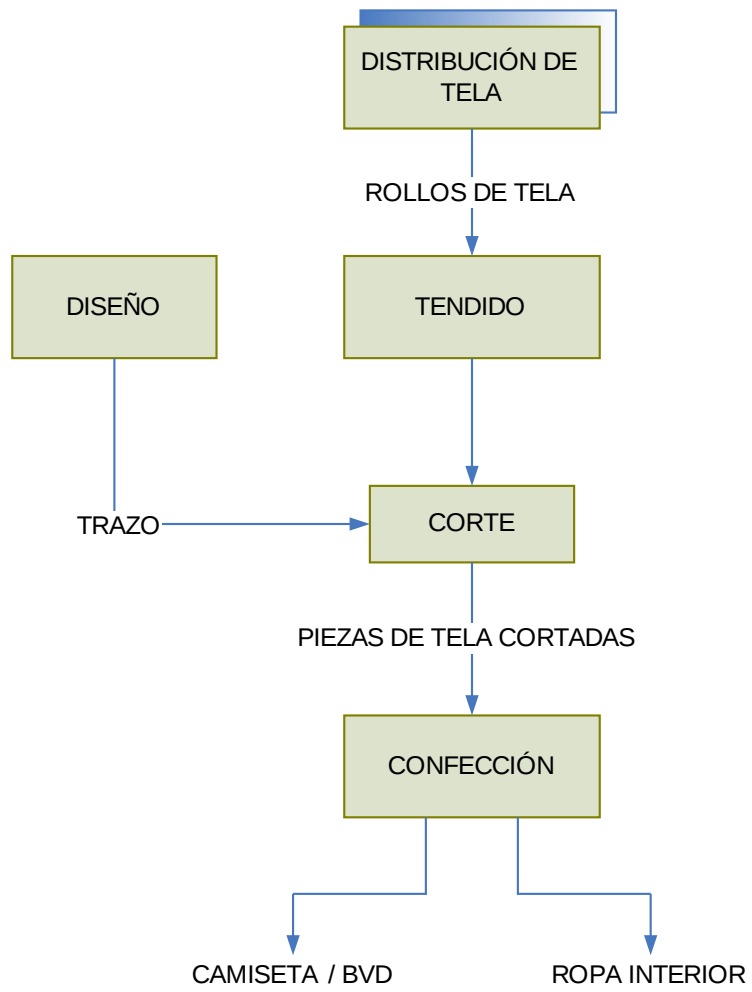 DISTRIBUCIÓN DE
TELA
ROLLOS DE TELA
DISEÑO
TENDIDO
TRAZO
CORTE
PIEZAS DE TELA CORTADAS
CONFECCIÓN
CAMISETA / BVD
ROPA INTERIOR